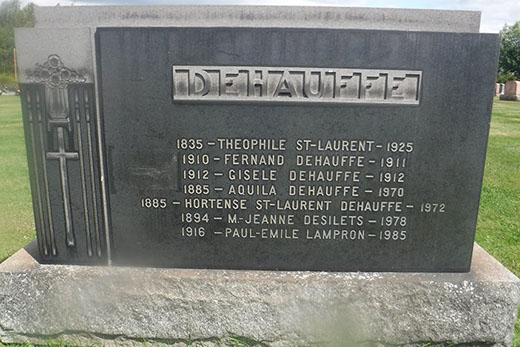 DEHAUFFE
1835 - THEOPHILE ST-LAURENT - 1925
1910 - FERNAND DEHAUFFE - 1911
1912 - GISELE DEHAUFFE - 1912
1885 - AQUILA DEHAUFFE - 1970
1885 - HORTENSE ST-LAURENT DEHAUFFE - 1972
1894 - M.-JEANNE DESILETS - 1978
1916 - PAUL-EMILE LAMPRON - 1985